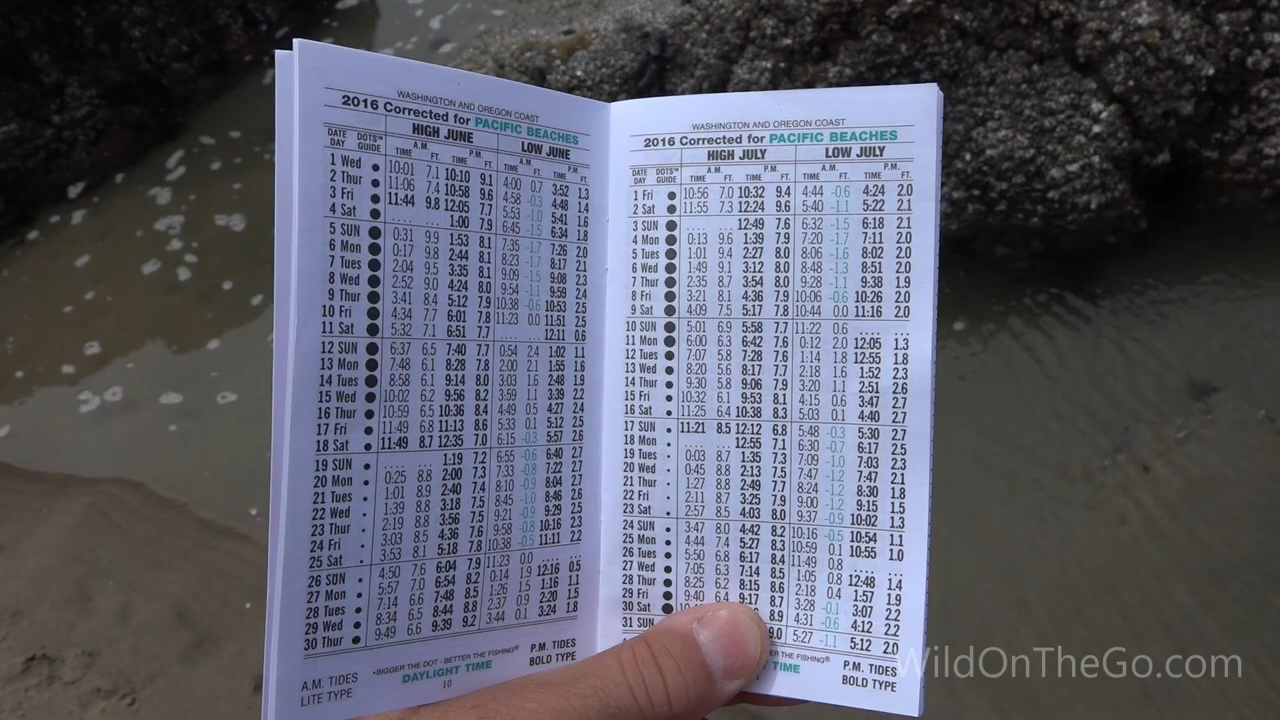 WASHINGTON AND OREGON COAST
2016 Corrected for PACIFIC BEACHES
HIGH JUNE LOW JUNE
DATE DOTS™ A.M. P.M. A.M. P.M.
DAY GUIDE TIME FT. TIME FT. TIME FT. TIME FT.
1 Wed 10:01 7.1 10:10 9.1 4:00 0.7 3:52 1.3
2 Thur 11:06 7.4 10:58 9.6 4:58 -0.3 4:48 1.4
3 Fri 11:44 9.8 12:05 7.7 5:53 -1.0 5:41 1.6
4 Sat .... .. 1:00 7.9 6:45 -1.5 6:34 1.8
5 SUN 0:31 9.9 1:53 8.1 7:35 -1.7 7:26 2.0
6 Mon 0:17 9.8 2:44 8.1 8:23 -1.7 8:17 2.1
7 Tues 2:04 9.5 3:35 8.1 9:09 -1.5 9:08 2.3
8 Wed 2:52 9.0 4:24 8.0 9:54 -1.1 9:59 2.4
9 Thur 3:41 8.4 5:12 7.9 10:38 -0.6 10:53 2.5
10 Fri 4:34 7.7 6:01 7.8 11:23 0.0 11:51 2.5
11 Sat 5:32 7.1 6:51 7.7 .... .. 12:11 0.6
12 SUN 6:37 6.5 7:40 7.7 0:54 2.4 1:02 1.1
13 Mon 7:48 6.1 8:28 7.8 2:00 2.1 1:55 1.6
14 Tues 8:58 6.1 9:14 8.0 3:03 1.6 2:48 1.9
15 Wed 10:02 6.2 9:56 8.2 3:59 1.1 3:39 2.2
16 Thur 10:59 6.5 10:36 8.4 4:49 0.5 4:27 2.4
17 Fri 11:49 6.8 11:13 8.6 5:33 0.1 5:12 2.5
18 Sat 11:49 8.7 12:35 7.0 6:15 -0.3 5:57 2.6
19 SUN .... .. 1:19 7.2 6:55 -0.6 6:40 2.7
20 Mon 0:25 8.8 2:00 7.3 7:33 -0.8 7:22 2.7
21 Tues 1:01 8.9 2:40 7.4 8:10 -0.9 8:04 2.7
22 Wed 1:39 8.8 3:18 7.5 8:45 -1.0 8:46 2.6
23 Thur 2:19 8.8 3:56 7.5 9:21 -0.9 9:29 2.5
24 Fri 3:03 8.5 4:36 7.6 9:58 -0.8 10:16 2.3
25 Sat 3:53 8.1 5:18 7.8 10:38 -0.5 11:11 2.2
26 SUN 4:50 7.6 6:04 7.9 11:23 0.0 .... ..
27 Mon 5:57 7.0 6:54 8.2 0:14 1.9 12:16 0.5
28 Tues 7:14 6.6 7:48 8.5 1:26 1.5 1:16 1.1
29 Wed 8:34 6.5 8:44 8.8 2:37 0.9 2:20 1.5
30 Thur 9:49 6.6 9:39 9.2 3:44 0.1 3:24 1.8
A.M. TIDES LITE TYPE
*BIGGER THE DOT - BETTER THE FISHING®
DAYLIGHT TIME
10
P.M. TIDES BOLD TYPE
WASHINGTON AND OREGON COAST
2016 Corrected for PACIFIC BEACHES
HIGH JULY LOW JULY
DATE DOTS™ A.M. P.M. A.M. P.M.
DAY GUIDE TIME FT. TIME FT. TIME FT. TIME FT.
1 Fri 10:56 7.0 10:32 9.4 4:44 -0.6 4:24 2.0
2 Sat 11:55 7.3 12:24 9.6 5:40 -1.1 5:22 2.1
3 SUN .... .. 12:49 7.6 6:32 -1.5 6:18 2.1
4 Mon 0:13 9.6 1:39 7.9 7:20 -1.7 7:11 2.0
5 Tues 1:01 9.4 2:27 8.0 8:06 -1.6 8:02 2.0
6 Wed 1:49 9.1 3:12 8.0 8:48 -1.3 8:51 2.0
7 Thur 2:35 8.7 3:54 8.0 9:28 -1.1 9:38 1.9
8 Fri 3:21 8.1 4:36 7.9 10:06 -0.6 10:26 2.0
9 Sat 4:09 7.5 5:17 7.8 10:44 0.0 11:16 2.0
10 SUN 5:01 6.9 5:58 7.7 11:22 0.6 .... ..
11 Mon 6:00 6.3 6:42 7.6 0:12 2.0 12:05 1.3
12 Tues 7:07 5.8 7:28 7.6 1:14 1.8 12:55 1.8
13 Wed 8:20 5.6 8:17 7.7 2:18 1.6 1:52 2.3
14 Thur 9:30 5.8 9:06 7.9 3:20 1.1 2:51 2.6
15 Fri 10:32 6.1 9:53 8.1 4:15 0.6 3:47 2.7
16 Sat 11:25 6.4 10:38 8.3 5:03 0.1 4:40 2.7
17 SUN 11:21 8.5 12:12 6.8 5:48 -0.3 5:30 2.7
18 Mon .... .. 12:55 7.1 6:30 -0.7 6:17 2.5
19 Tues 0:03 8.7 1:35 7.3 7:09 -1.0 7:03 2.3
20 Wed 0:45 8.8 2:13 7.5 7:47 -1.2 7:47 2.1
21 Thur 1:27 8.8 2:49 7.7 8:24 -1.2 8:30 1.8
22 Fri 2:11 8.7 3:25 7.9 9:00 -1.2 9:15 1.5
23 Sat 2:57 8.5 4:03 8.0 9:37 -0.9 10:02 1.3
24 SUN 3:47 8.0 4:42 8.2 10:16 -0.5 10:54 1.1
25 Mon 4:44 7.4 5:27 8.3 10:59 0.1 10:55 1.0
26 Tues 5:50 6.8 6:17 8.4 11:49 0.8 .... ..
27 Wed 7:05 6.3 7:14 8.5 1:05 0.8 12:48 1.4
28 Thur 8:25 6.2 8:15 8.6 2:18 0.4 1:57 1.9
29 Fri 9:40 6.4 9:17 8.7 3:28 -0.1 3:07 2.2
30 Sat 8.9 4:31 -0.6 4:12 2.2
31 SUN 9.0 5:27 -1.1 5:12 2.0
ER THE FISHING®
TIME
P.M. TIDES BOLD TYPE
WildOnTheGo.com